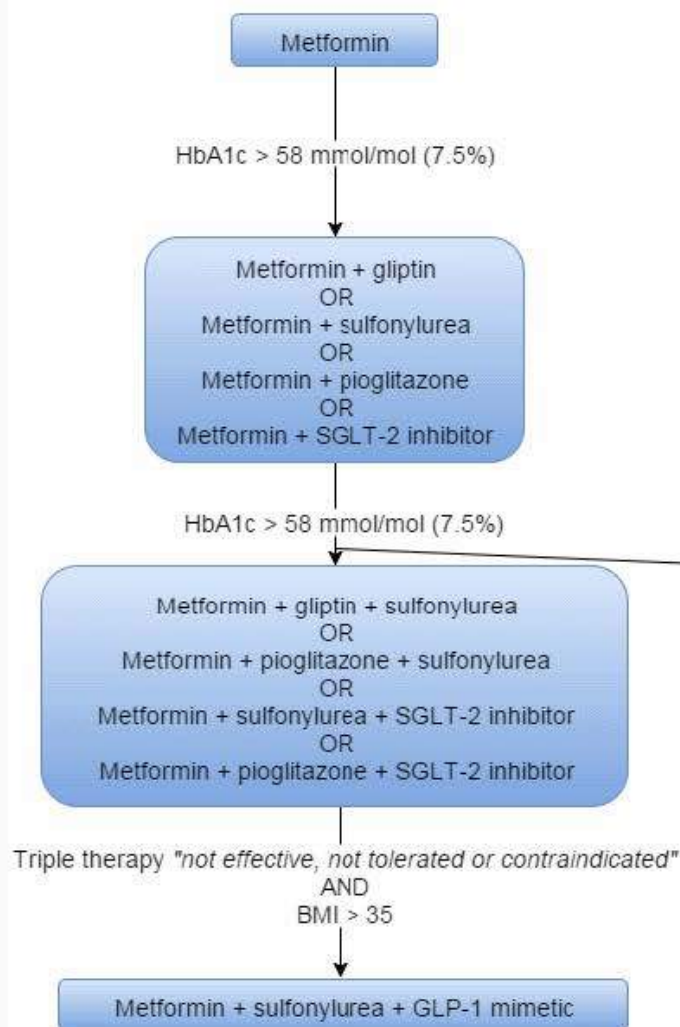 Metformin
HbA1c > 58 mmol/mol (7.5%)
Metformin + gliptin
OR
Metformin + sulfonylurea
OR
Metformin + pioglitazone
OR
Metformin + SGLT-2 inhibitor
HbA1c > 58 mmol/mol (7.5%)
Metformin + gliptin + sulfonylurea
OR
Metformin + pioglitazone + sulfonylurea
OR
Metformin + sulfonylurea + SGLT-2 inhibitor
OR
Metformin + pioglitazone + SGLT-2 inhibitor
Triple therapy "not effective, not tolerated or contraindicated"
AND
BMI > 35
Metformin + sulfonylurea + GLP-1 mimetic